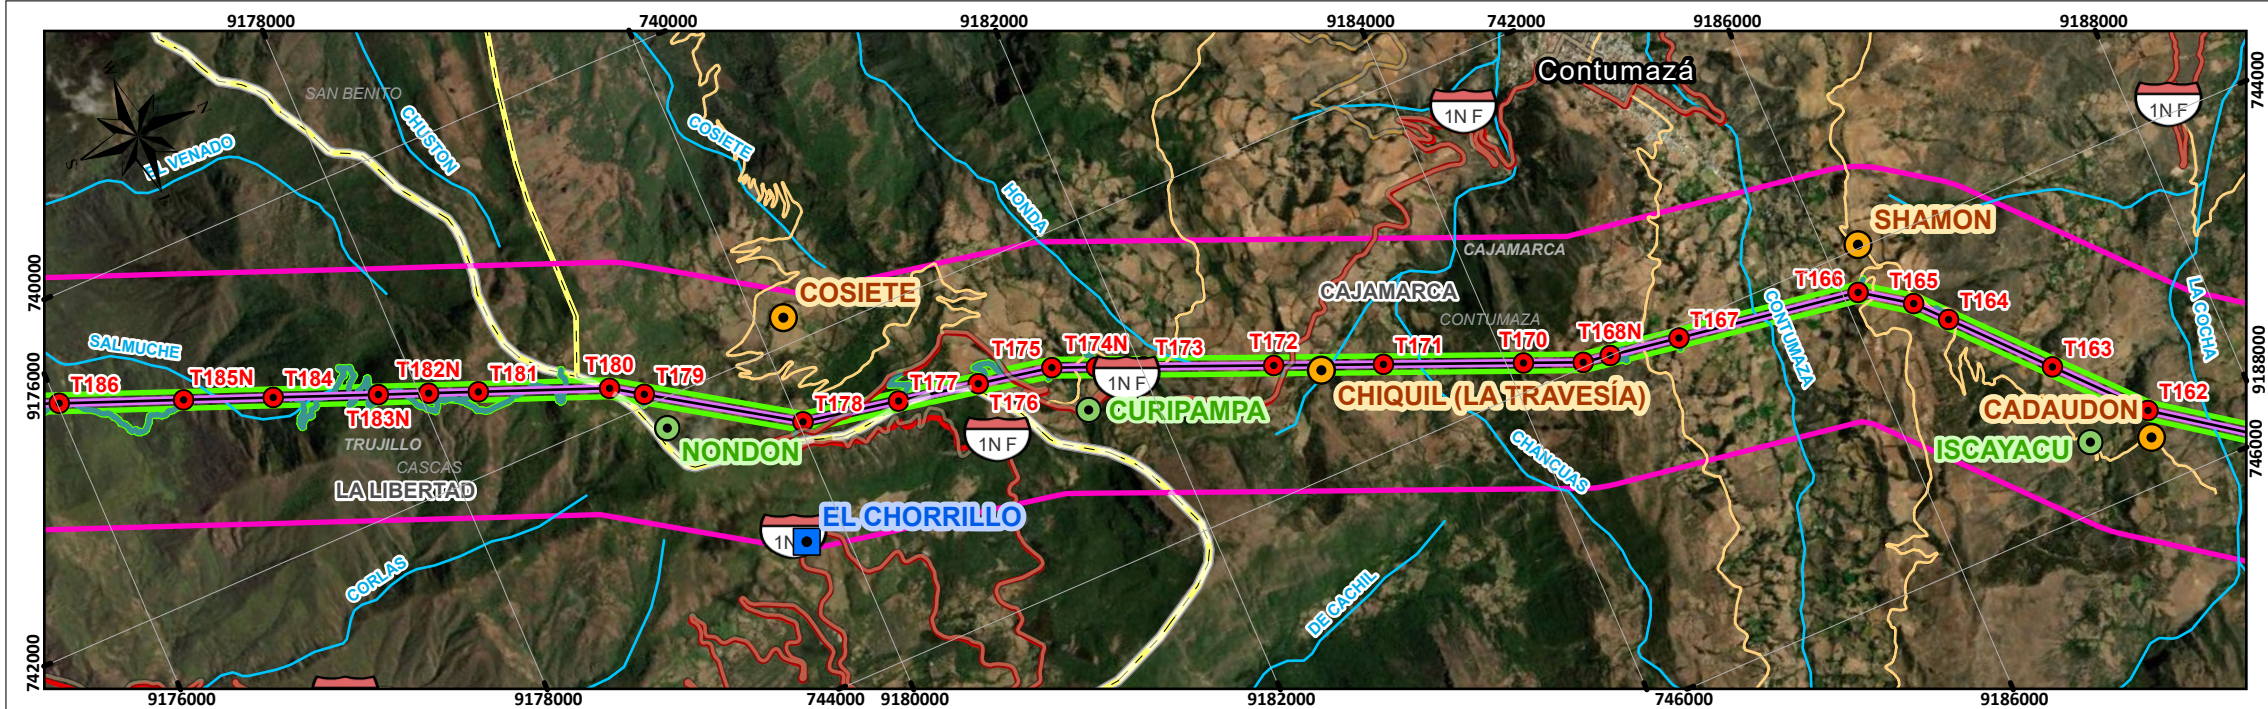 9178000
740000
9182000
9184000
742000
9186000
9188000
Contumazá
W
N
S
E
SAN BENITO
EL VENADO
CHUSTON
COSIETE
HONDA
1N F
1N F
744000
SHAMON
CAJAMARCA
740000
COSIETE
CAJAMARCA
CONTUMAZA
CONTUMAZA
LA COCHA
T166
T165
T164
T167
T168N
T170
T171
T172
T173
T174N
T175
SALMUCHE
T186
T185N
T184
T183N
T182N
T181
T180
T179
T178
T177
T176
1N F
T163
T162
9176000
9188000
CURIPAMPA
CHIQUIL (LA TRAVESÍA)
CADAUDON
ISCAYACU
746000
TRUJILLO
CASCAS
LA LIBERTAD
NONDON
1N F
CHANCUAS
EL CHORRILLO
1N
CORLAS
DE CACHIL
742000
9176000
9178000
744000
9180000
9182000
746000
9186000